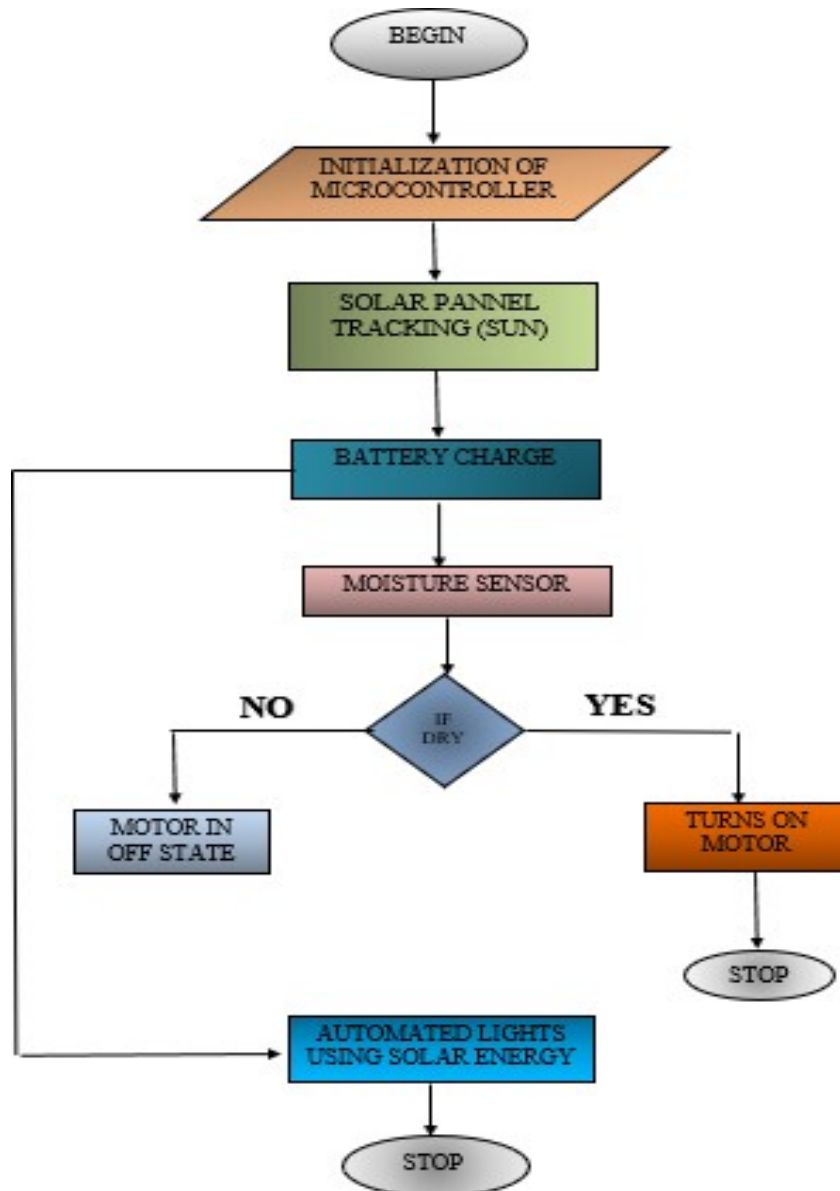 BEGIN
INITIALIZATION OF
MICROCONTROLLER
SOLAR PANNEL
TRACKING (SUN)
BATTERY CHARGE
MOISTURE SENSOR
NO
YES
IF
DRY
MOTOR IN
OFF STATE
TURNS ON
MOTOR
STOP
AUTOMATED LIGHTS
USING SOLAR ENERGY
STOP